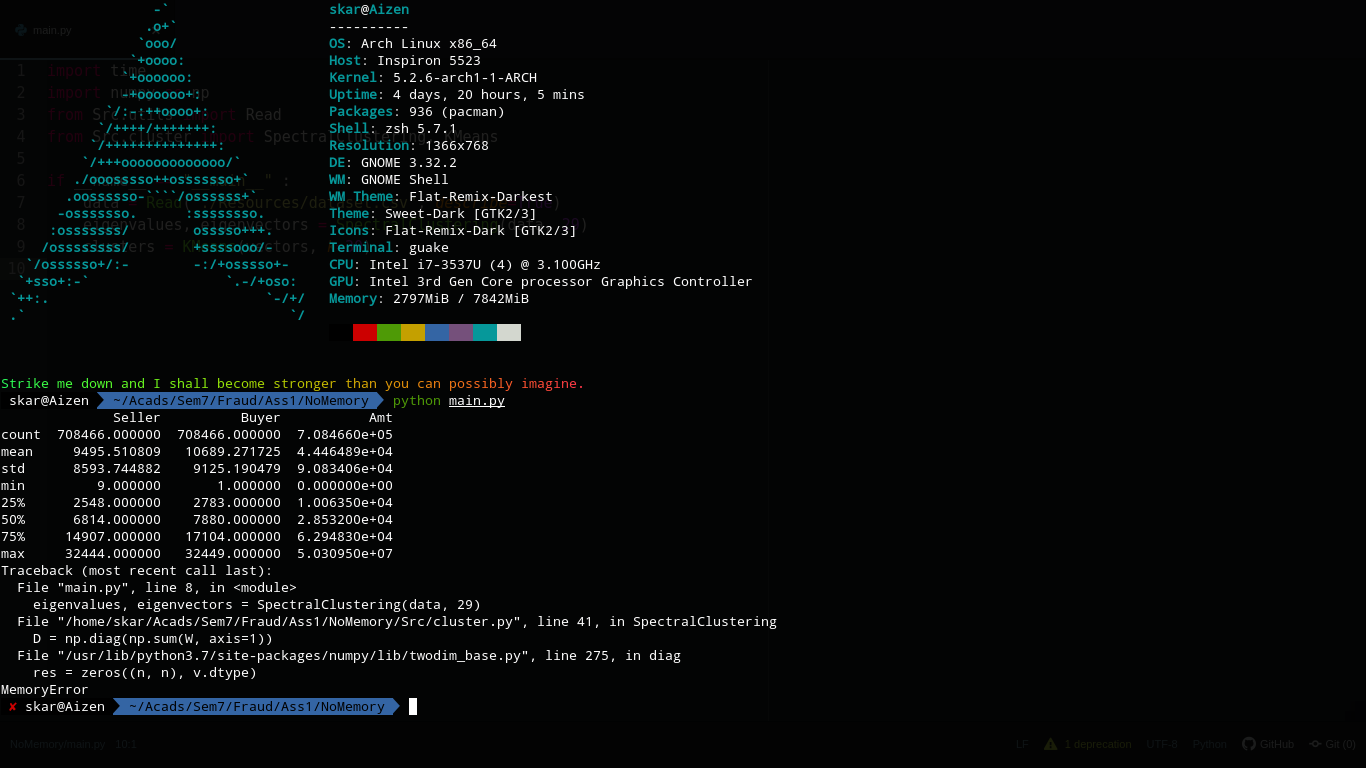 skar@Aizen
----------
OS: Arch Linux x86_64
Host: Inspiron 5523
Kernel: 5.2.6-arch1-1-ARCH
Uptime: 4 days, 20 hours, 5 mins
Packages: 936 (pacman)
Shell: zsh 5.7.1
Resolution: 1366x768
DE: GNOME 3.32.2
WM: GNOME Shell
WM Theme: Flat-Remix-Darkest
Theme: Sweet-Dark [GTK2/3]
Icons: Flat-Remix-Dark [GTK2/3]
Terminal: guake
CPU: Intel i7-3537U (4) @ 3.100GHz
GPU: Intel 3rd Gen Core processor Graphics Controller
Memory: 2797MiB / 7842MiB
Strike me down and I shall become stronger than you can possibly imagine.
skar@Aizen ~/Acads/Sem7/Fraud/Ass1/NoMemory python main.py
Seller Buyer Amt
count 708466.000000 708466.000000 7.084660e+05
mean 9495.510809 10689.271725 4.446489e+04
std 8593.744882 9125.190479 9.083406e+04
min 9.000000 1.000000 0.000000e+00
25% 2548.000000 2783.000000 1.006350e+04
50% 6814.000000 7880.000000 2.853200e+04
75% 14907.000000 17104.000000 6.294830e+04
max 32444.000000 32449.000000 5.030950e+07
Traceback (most recent call last):
File "main.py", line 8, in <module>
eigenvalues, eigenvectors = SpectralClustering(data, 29)
File "/home/skar/Acads/Sem7/Fraud/Ass1/NoMemory/Src/cluster.py", line 41, in SpectralClustering
D = np.diag(np.sum(W, axis=1))
File "/usr/lib/python3.7/site-packages/numpy/lib/twodim_base.py", line 275, in diag
res = zeros((n, n), v.dtype)
MemoryError
✘ skar@Aizen ~/Acads/Sem7/Fraud/Ass1/NoMemory
main.py
NoMemory/main.py 10:1
LF 1 deprecation UTF-8 Python GitHub Git (0)